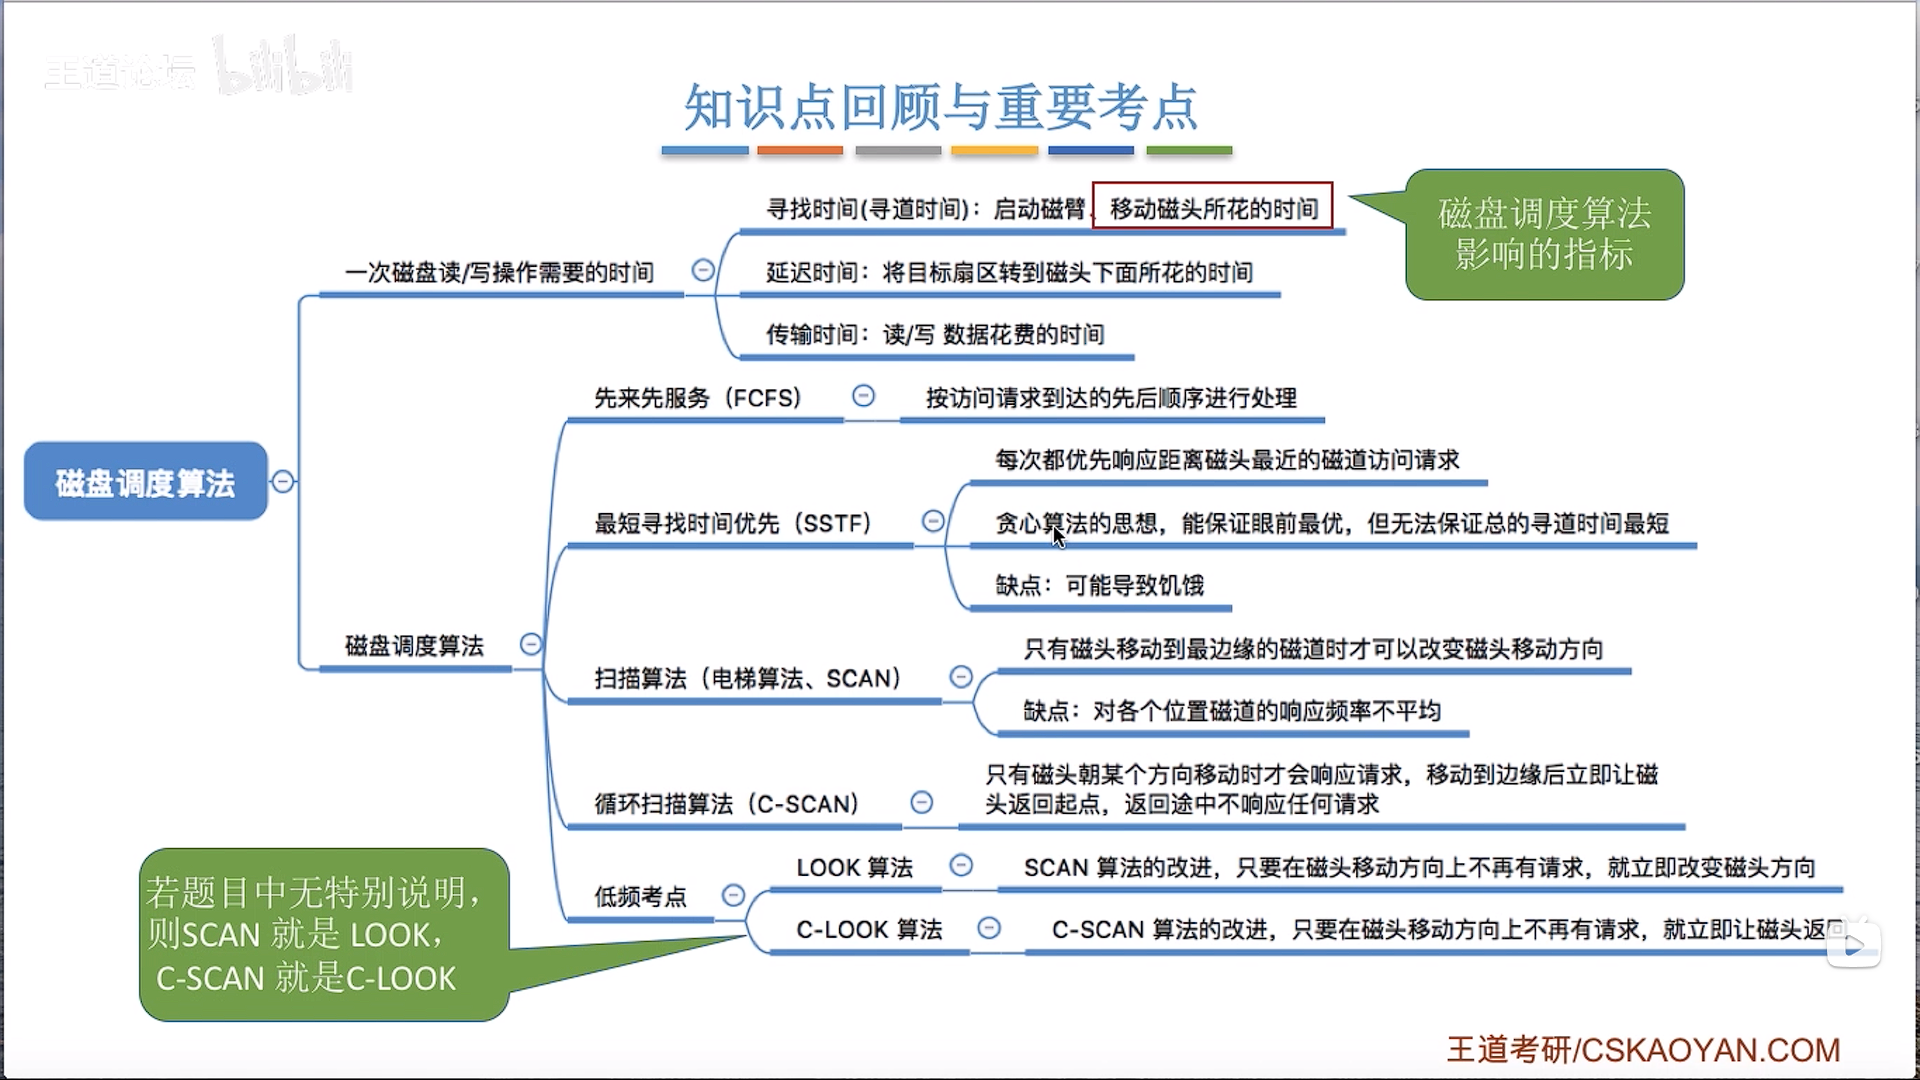 王道论坛 bilibili
知识点回顾与重要考点
寻找时间(寻道时间)：启动磁臂、移动磁头所花的时间
磁盘调度算法
影响的指标
一次磁盘读/写操作需要的时间
延迟时间：将目标扇区转到磁头下面所花的时间
传输时间：读/写 数据花费的时间
先来先服务（FCFS)
按访问请求到达的先后顺序进行处理
磁盘调度算法
每次都优先响应距离磁头最近的磁道访问请求
最短寻找时间优先（SSTF)
贪心算法的思想，能保证眼前最优，但无法保证总的寻道时间最短
缺点：可能导致饥饿
磁盘调度算法
只有磁头移动到最边缘的磁道时才可以改变磁头移动方向
扫描算法（电梯算法、SCAN)
缺点：对各个位置磁道的响应频率不平均
循环扫描算法（C-SCAN)
只有磁头朝某个方向移动时才会响应请求，移动到边缘后立即让磁
头返回起点，返回途中不响应任何请求
低频考点
LOOK 算法
SCAN 算法的改进，只要在磁头移动方向上不再有请求，就立即改变磁头方向
C-LOOK 算法
C-SCAN 算法的改进，只要在磁头移动方向上不再有请求，就立即让磁头返回
若题目中无特别说明，
则SCAN 就是 LOOK，
C-SCAN 就是C-LOOK
王道考研/CSKAOYAN.COM